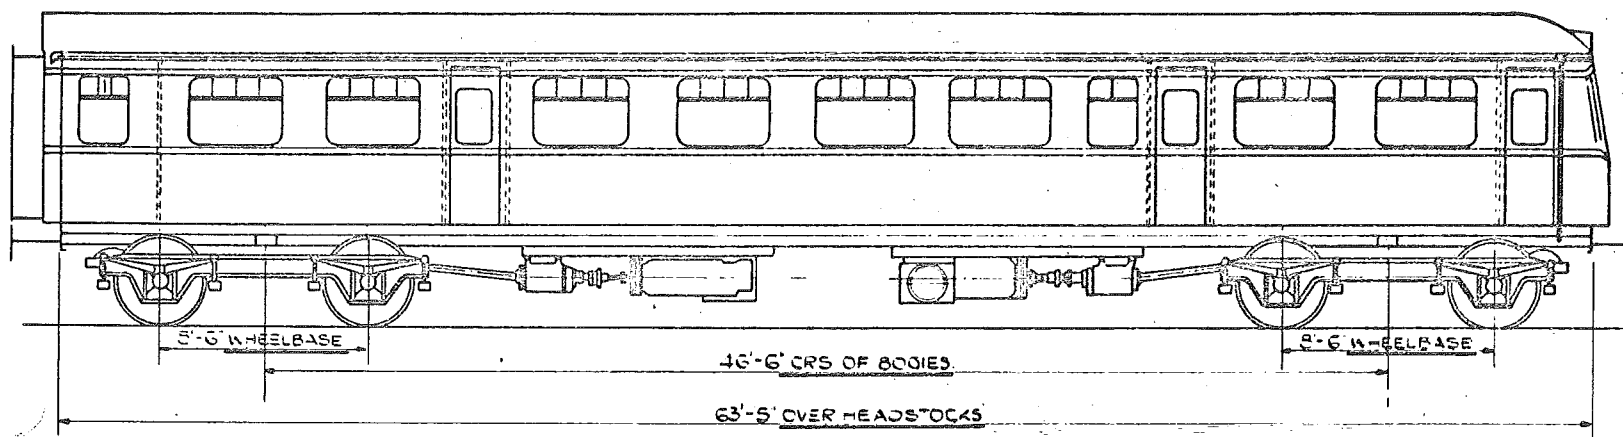 8'-6" WHEELBASE
8'-6" WHEELBASE
46'-6" CRS OF BOGIES.
63'-5" OVER HEADSTOCKS